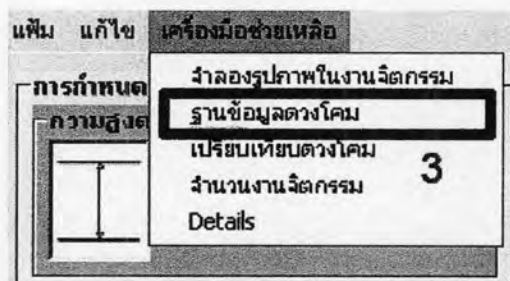 แฟ้ม แก้ไข เครื่องมือช่วยเหลือ
การกำหนด
ความสูงต
จำลองรูปภาพในงานจิตกรรม
ฐานข้อมูลดวงโคม
เปรียบเทียบดวงโคม
3
จำนวนงานจิตกรรม
Details